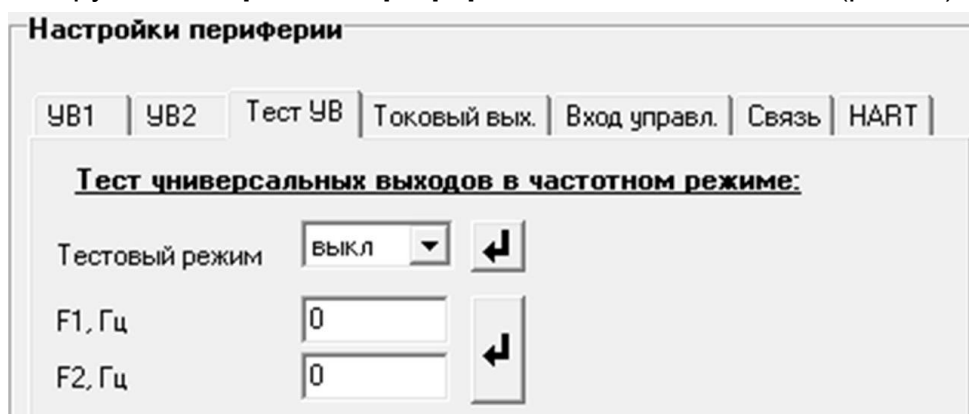 Настройки периферии
УВ1 УВ2 Тест УВ Токовый вых. Вход управл. Связь HART
Тест универсальных выходов в частотном режиме:
Тестовый режим выкл
F1, Гц 0
F2, Гц 0